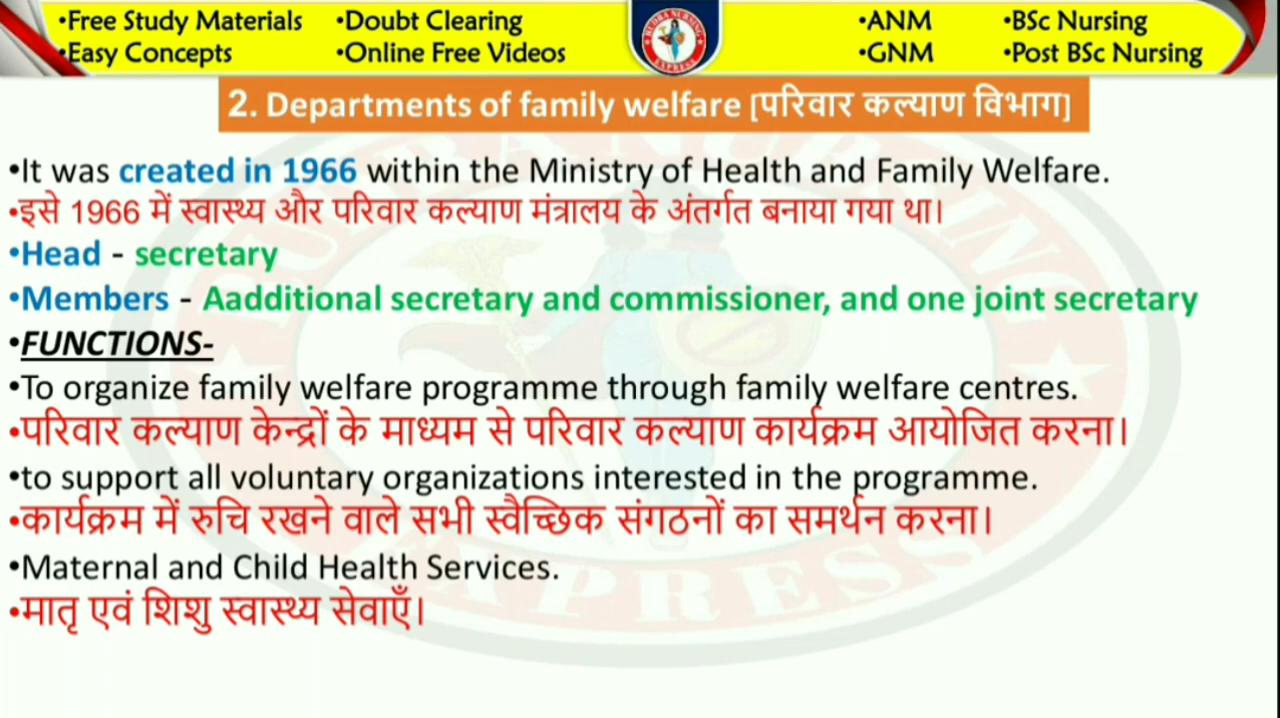 •Free Study Materials •Doubt Clearing •ANM •BSc Nursing
•Easy Concepts •Online Free Videos •GNM •Post BSc Nursing
RUDRA NURSING EXPRESS
2. Departments of family welfare [परिवार कल्याण विभाग]
•It was created in 1966 within the Ministry of Health and Family Welfare.
•इसे 1966 में स्वास्थ्य और परिवार कल्याण मंत्रालय के अंतर्गत बनाया गया था।
•Head - secretary
•Members - Aadditional secretary and commissioner, and one joint secretary
•FUNCTIONS-
•To organize family welfare programme through family welfare centres.
•परिवार कल्याण केन्द्रों के माध्यम से परिवार कल्याण कार्यक्रम आयोजित करना।
•to support all voluntary organizations interested in the programme.
•कार्यक्रम में रुचि रखने वाले सभी स्वैच्छिक संगठनों का समर्थन करना।
•Maternal and Child Health Services.
•मातृ एवं शिशु स्वास्थ्य सेवाएँ।